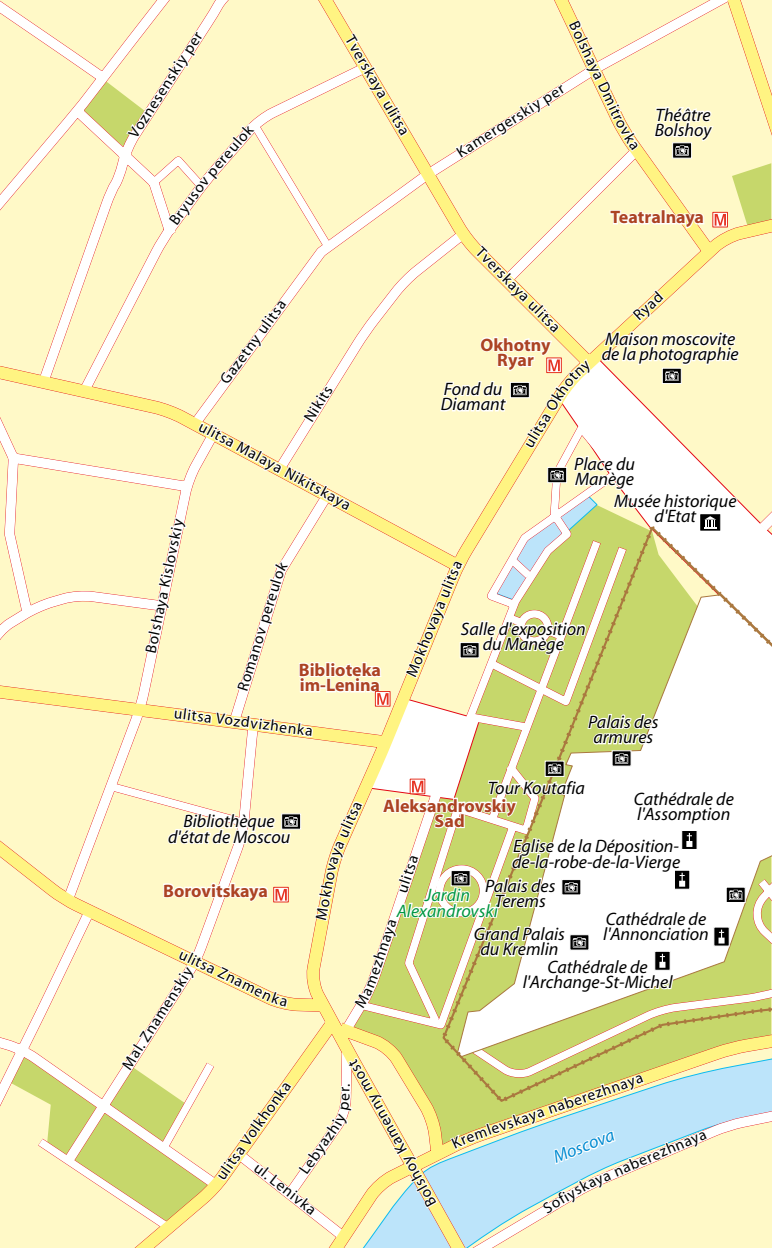 Voznesenskiy per
Tverskaya ulitsa
Bolshaya Dmitrovka
Kamergerskiy per
Théâtre
Bolshoy
Bryusov pereulok
Teatralnaya
M
Tverskaya ulitsa
Ryad
Gazetny ulitsa
Okhotny
Ryar
M
Maison moscovite
de la photographie
Nikits
Fond du
Diamant
ulitsa Okhotny
ulitsa Malaya Nikitskaya
Place du
Manège
Musée historique
d'Etat
Bolshaya Kislovskiy
Romanov pereulok
Mokhovaya ulitsa
Salle d'exposition
du Manège
Biblioteka
im-Lenina
M
ulitsa Vozdvizhenka
Palais des
armures
Tour Koutafia
M
Aleksandrovskiy
Sad
Cathédrale de
l'Assomption
Bibliothèque
d'état de Moscou
Mokhovaya ulitsa
Eglise de la Déposition-
de-la-robe-de-la-Vierge
Borovitskaya
M
Jardin
Alexandrovski
Palais des
Terems
Mamezhnaya ulitsa
Grand Palais
du Kremlin
Cathédrale de
l'Annonciation
Cathédrale de
l'Archange-St-Michel
ulitsa Znamenka
Mal. Znamenskiy
ulitsa Volkhonka
Lebyazhiy per.
Bolshoy Kamenny most
Kremlevskaya naberezhnaya
Moscova
ul. Lenivka
Sofiyskaya naberezhnaya